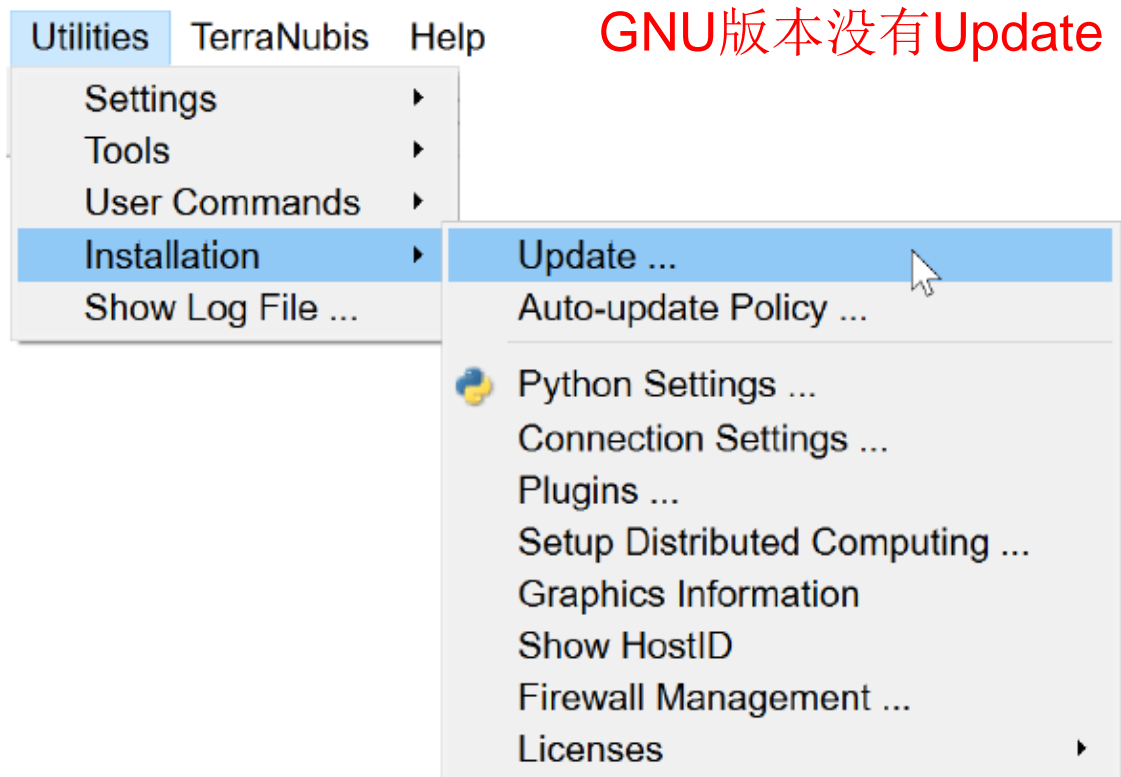 Utilities TerraNubis Help GNU版本没有Update
Settings
Tools
User Commands
Installation Update ...
Show Log File ... Auto-update Policy ...
Python Settings ...
Connection Settings ...
Plugins ...
Setup Distributed Computing ...
Graphics Information
Show HostID
Firewall Management ...
Licenses